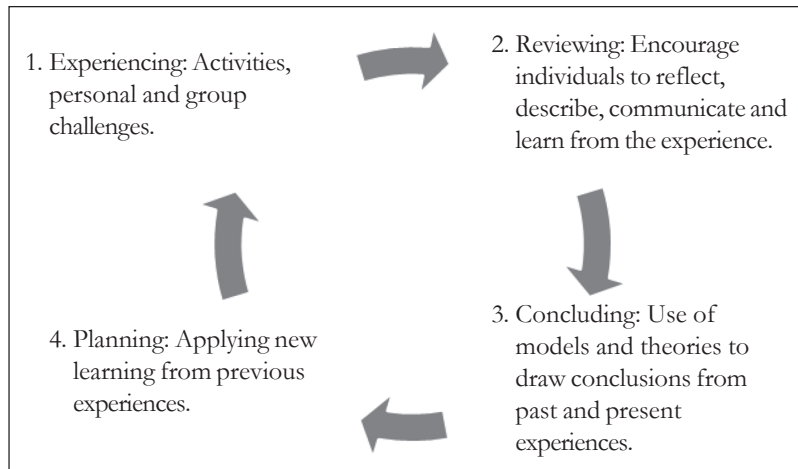 1. Experiencing: Activities,
personal and group
challenges.
2. Reviewing: Encourage
individuals to reflect,
describe, communicate and
learn from the experience.
3. Concluding: Use of
models and theories to
draw conclusions from
past and present
experiences.
4. Planning: Applying new
learning from previous
experiences.